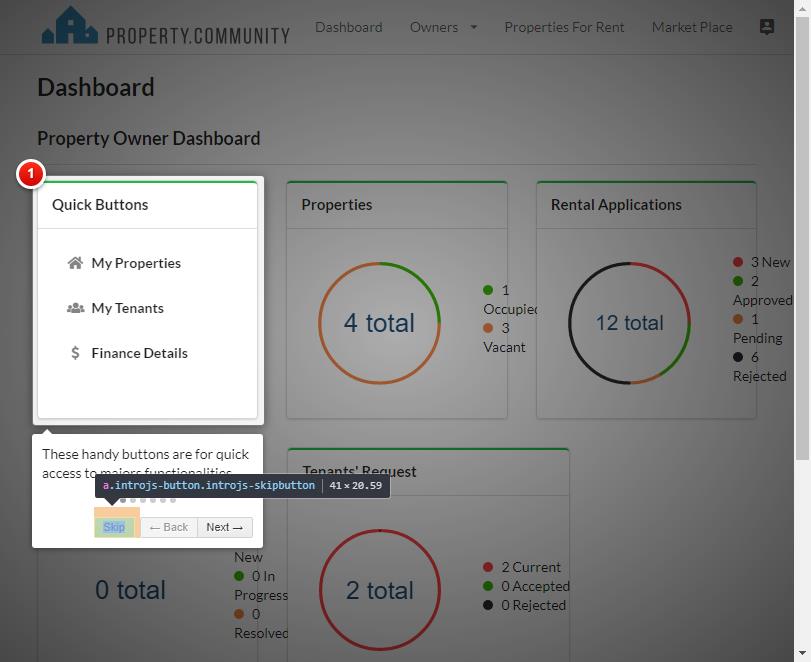 PROPERTY.COMMUNITY
Dashboard
Owners
Properties For Rent
Market Place
Dashboard
Property Owner Dashboard
1
Quick Buttons
My Properties
My Tenants
$ Finance Details
Properties
4 total
1
Occupied
3
Vacant
Rental Applications
12 total
3 New
2
Approved
1
Pending
6
Rejected
These handy buttons are for quick
access to majors functionalities
a.introjs-button.introjs-skipbutton | 41 × 20.59
Skip
← Back
Next →
0 total
New
0 In
Progress
0
Resolved
Tenants' Request
2 total
2 Current
0 Accepted
0 Rejected